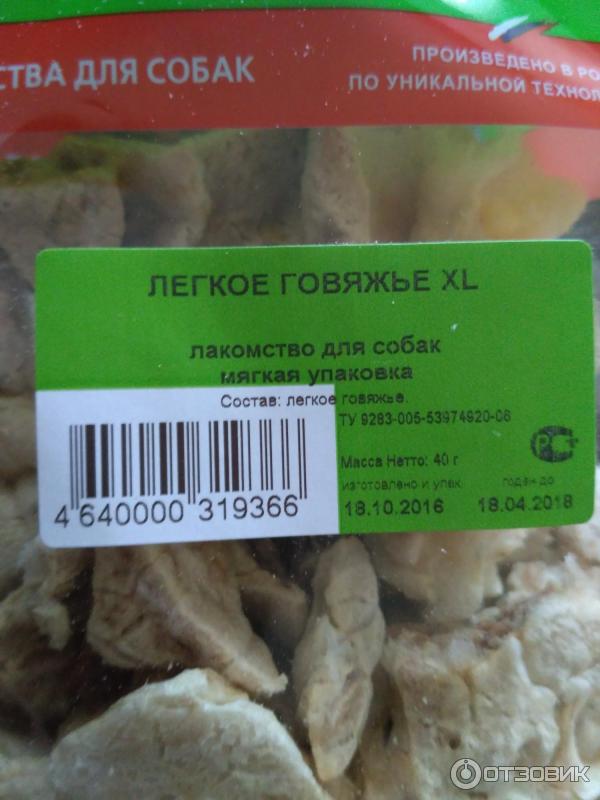 СТВА ДЛЯ СОБАК
ПРОИЗВЕДЕНО В РО
ПО УНИКАЛЬНОЙ ТЕХНОЛ
ЛЕГКОЕ ГОВЯЖЬЕ XL
лакомство для собак
мягкая упаковка
Состав: легкое говяжье.
ТУ 9283-005-53974920-06
РСТ
Масса Нетто: 40 г
изготовлено и упак. годен до
18.10.2016 18.04.2018
4 640000 319366
ОТЗОВИК